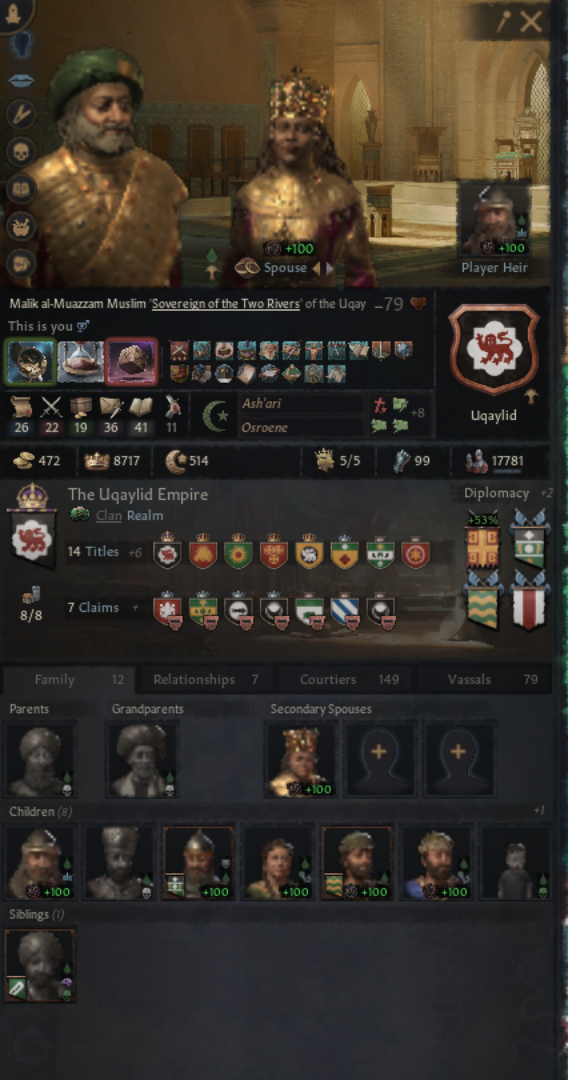 +100
Spouse
+100
Player Heir
Malik al-Muazzam Muslim 'Sovereign of the Two Rivers' of the Uqay ...79
This is you
26 22 19 36 41 11
Ash'ari
Osroene
+8
Uqaylid
472 8717 514 5/5 99 17781
The Uqaylid Empire
Clan Realm
Diplomacy +2
14 Titles +6
+53%
8/8
7 Claims +
Family 12
Relationships 7
Courtiers 149
Vassals 79
Parents
Grandparents
Secondary Spouses
+100
Children (8)
+1
+100
+100
+100
+100
+100
Siblings (1)